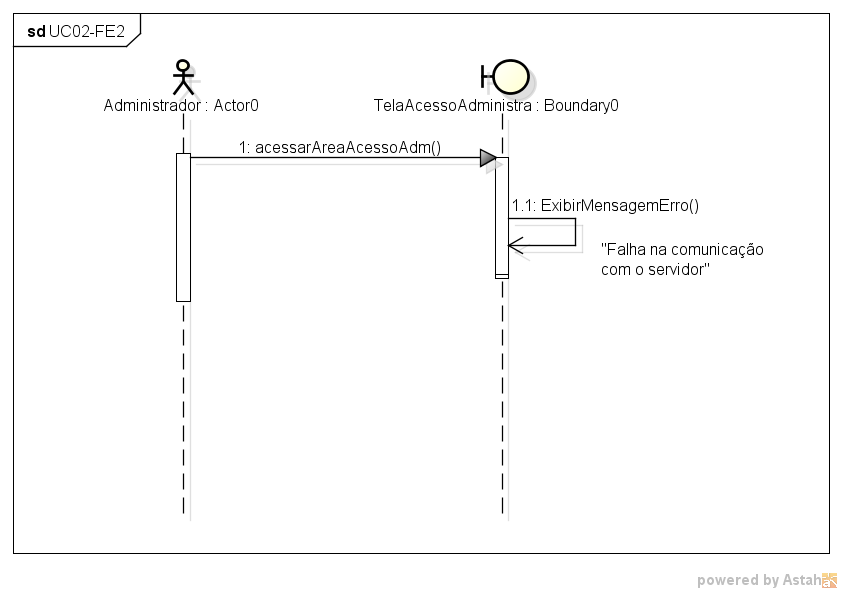 sd UC02-FE2
Administrador : Actor0
TelaAcessoAdministra : Boundary0
1: acessarAreaAcessoAdm()
1.1: ExibirMensagemErro()
"Falha na comunicação
com o servidor"
powered by Astah